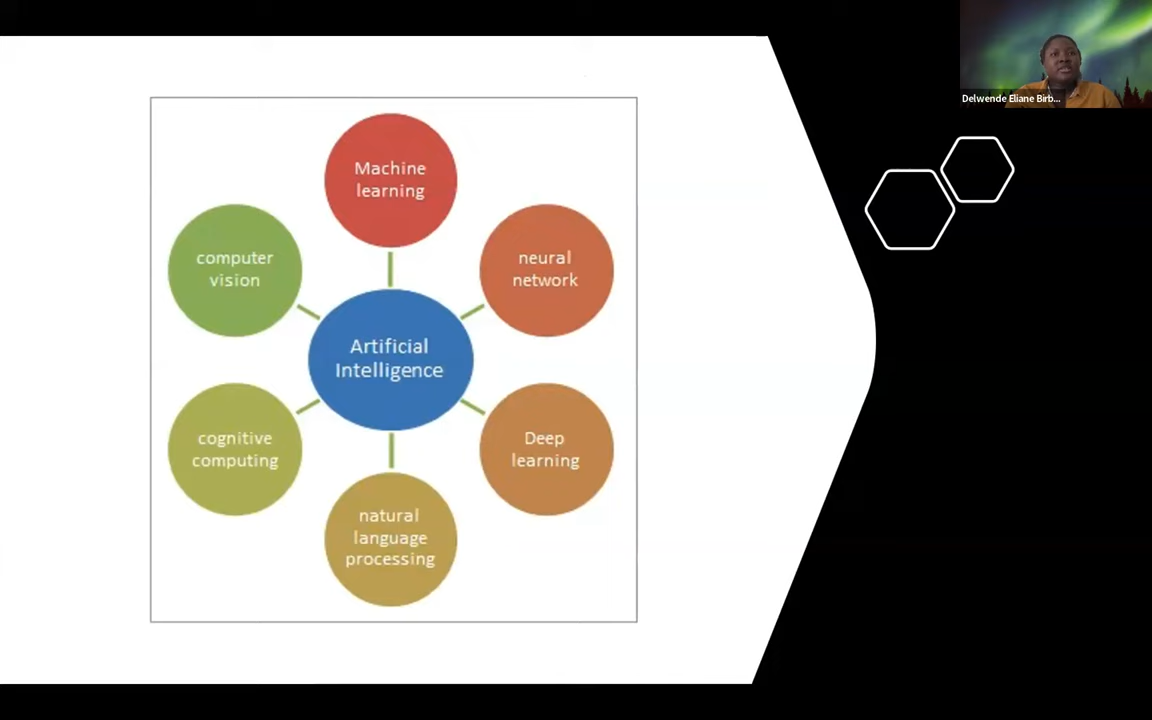 Delwende Eliane Birb...
Machine
learning
computer
vision
neural
network
Artificial
Intelligence
cognitive
computing
Deep
learning
natural
language
processing